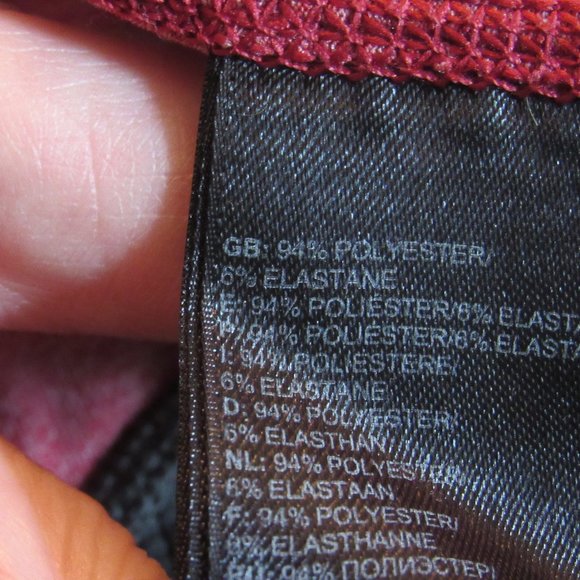 GB: 94% POLYESTER/
6% ELASTANE
E: 94% POLIESTER/6% ELASTA
P: 94% POLIESTER/6% ELASTA
I: 94% POLIESTERE/
6% ELASTANE
D: 94% POLYESTER/
6% ELASTHAN
NL: 94% POLYESTER/
6% ELASTAAN
F: 94% POLYESTER/
6% ELASTHANNE
RU: 94% ПОЛИЭСТЕР/